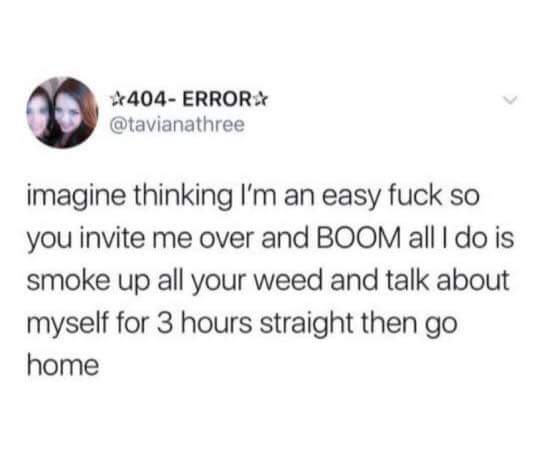 ☆404- ERROR☆
@tavianathree
imagine thinking I'm an easy fuck so
you invite me over and BOOM all I do is
smoke up all your weed and talk about
myself for 3 hours straight then go
home